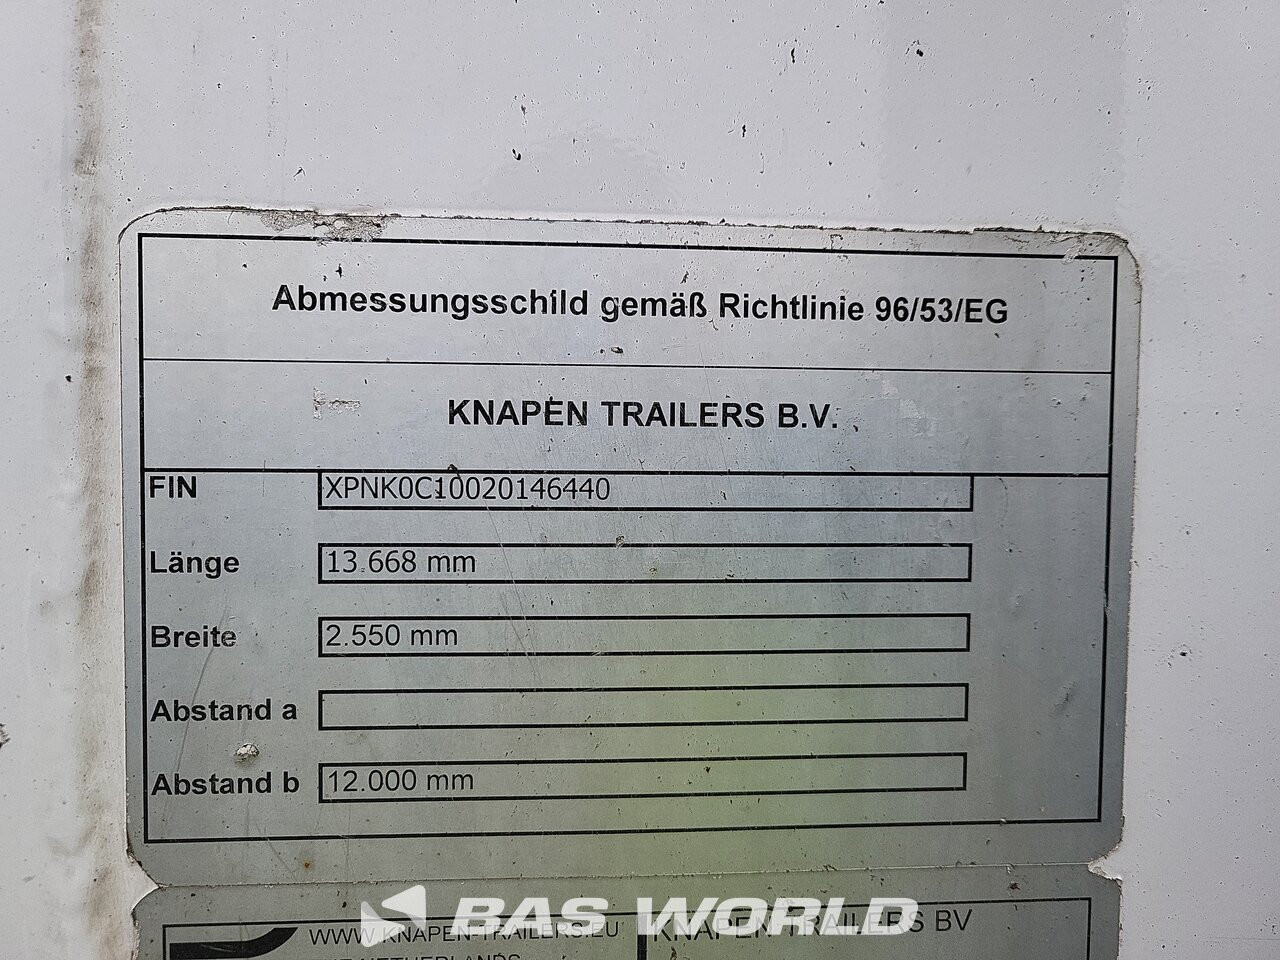 Abmessungsschild gemäß Richtlinie 96/53/EG
KNAPEN TRAILERS B.V.
FIN XPNK0C10020146440
Länge 13.668 mm
Breite 2.550 mm
Abstand a
Abstand b 12.000 mm
BAS WORLD
WWW.KNAPEN-TRAILERS.EU KNAPEN TRAILERS BV
NETHERLANDS